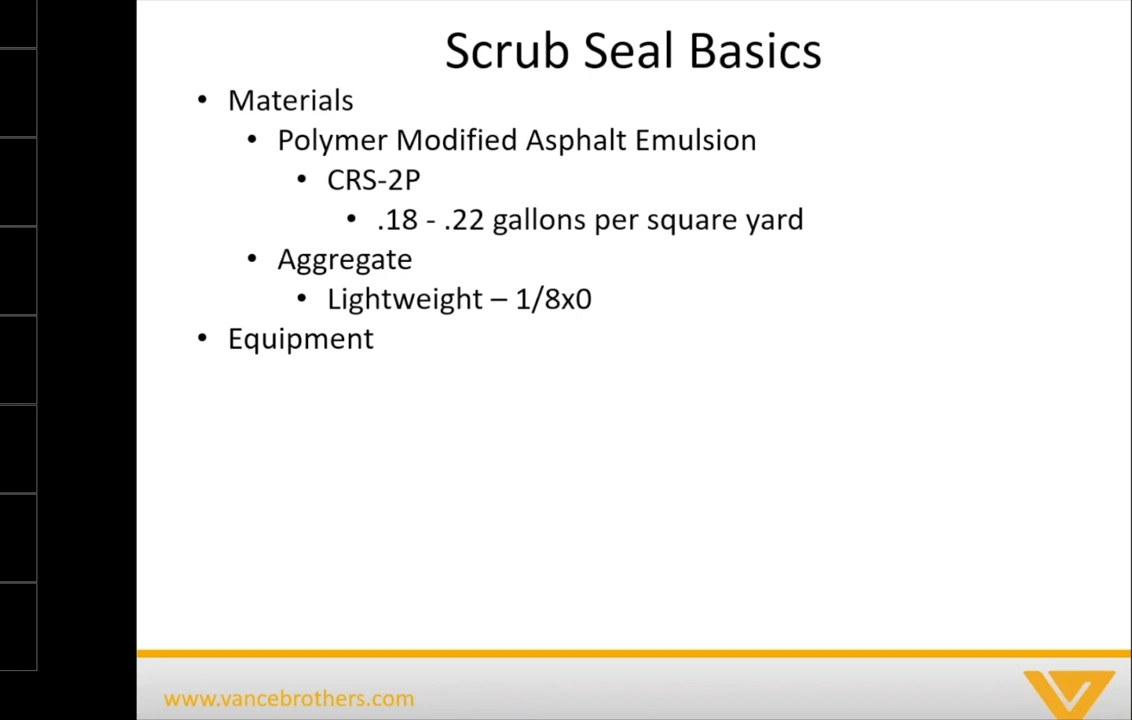 Scrub Seal Basics
• Materials
• Polymer Modified Asphalt Emulsion
• CRS-2P
• .18 - .22 gallons per square yard
• Aggregate
• Lightweight – 1/8x0
• Equipment
www.vancebrothers.com